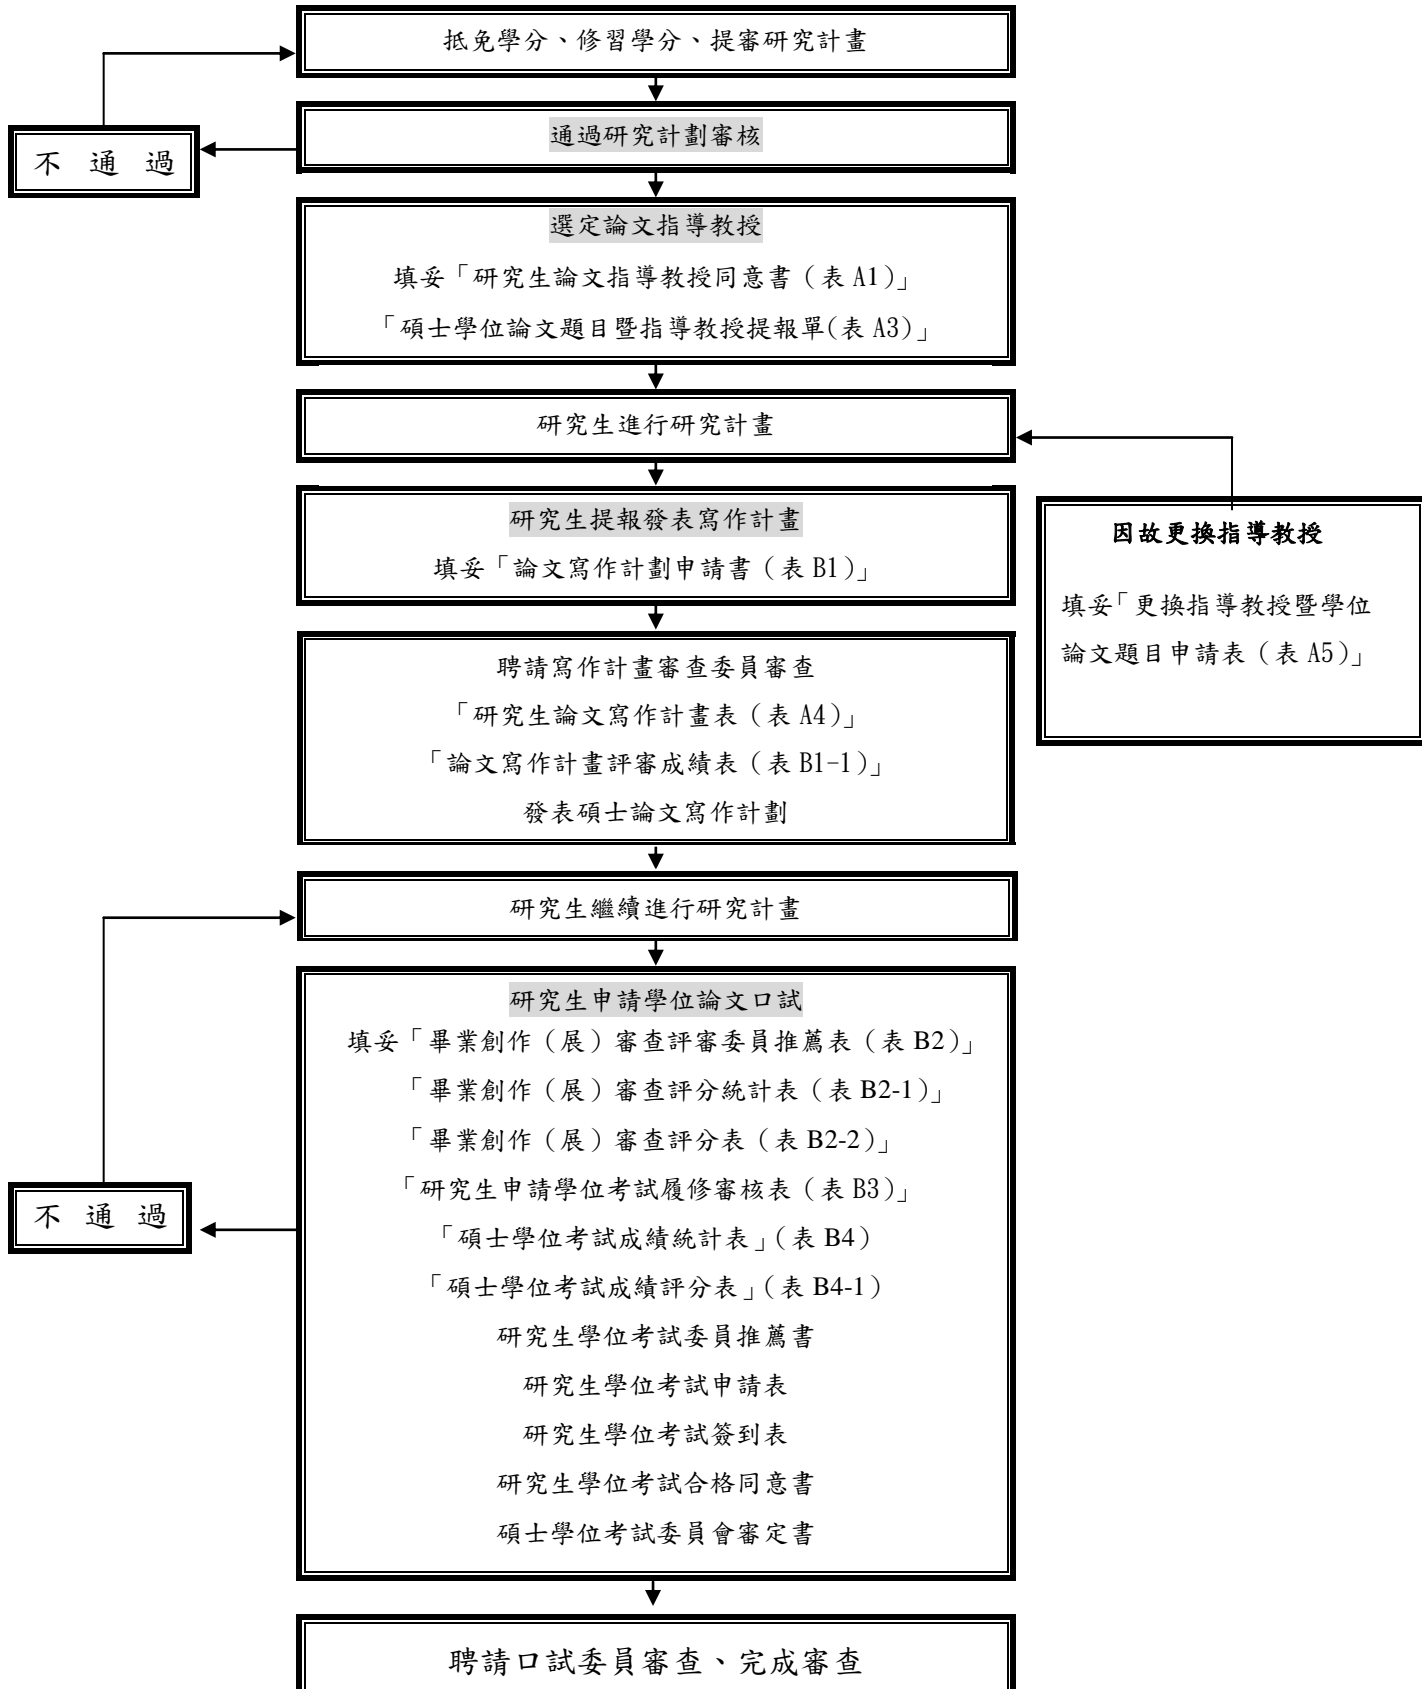 抵免學分、修習學分、提審研究計畫
通過研究計劃審核
不 通 過
選定論文指導教授
填妥「研究生論文指導教授同意書（表 A1）」
「碩士學位論文題目暨指導教授提報單(表 A3)」
研究生進行研究計畫
研究生提報發表寫作計畫
填妥「論文寫作計劃申請書（表 B1）」
因故更換指導教授
填妥「更換指導教授暨學位
論文題目申請表（表 A5）」
聘請寫作計畫審查委員審查
「研究生論文寫作計畫表（表 A4）」
「論文寫作計畫評審成績表（表 B1-1）」
發表碩士論文寫作計劃
研究生繼續進行研究計畫
研究生申請學位論文口試
填妥「畢業創作（展）審查評審委員推薦表（表 B2）」
「畢業創作（展）審查評分統計表（表 B2-1）」
「畢業創作（展）審查評分表（表 B2-2）」
「研究生申請學位考試履修審核表（表 B3）」
不 通 過
「碩士學位考試成績統計表」（表 B4）
「碩士學位考試成績評分表」（表 B4-1）
研究生學位考試委員推薦書
研究生學位考試申請表
研究生學位考試簽到表
研究生學位考試合格同意書
碩士學位考試委員會審定書
聘請口試委員審查、完成審查